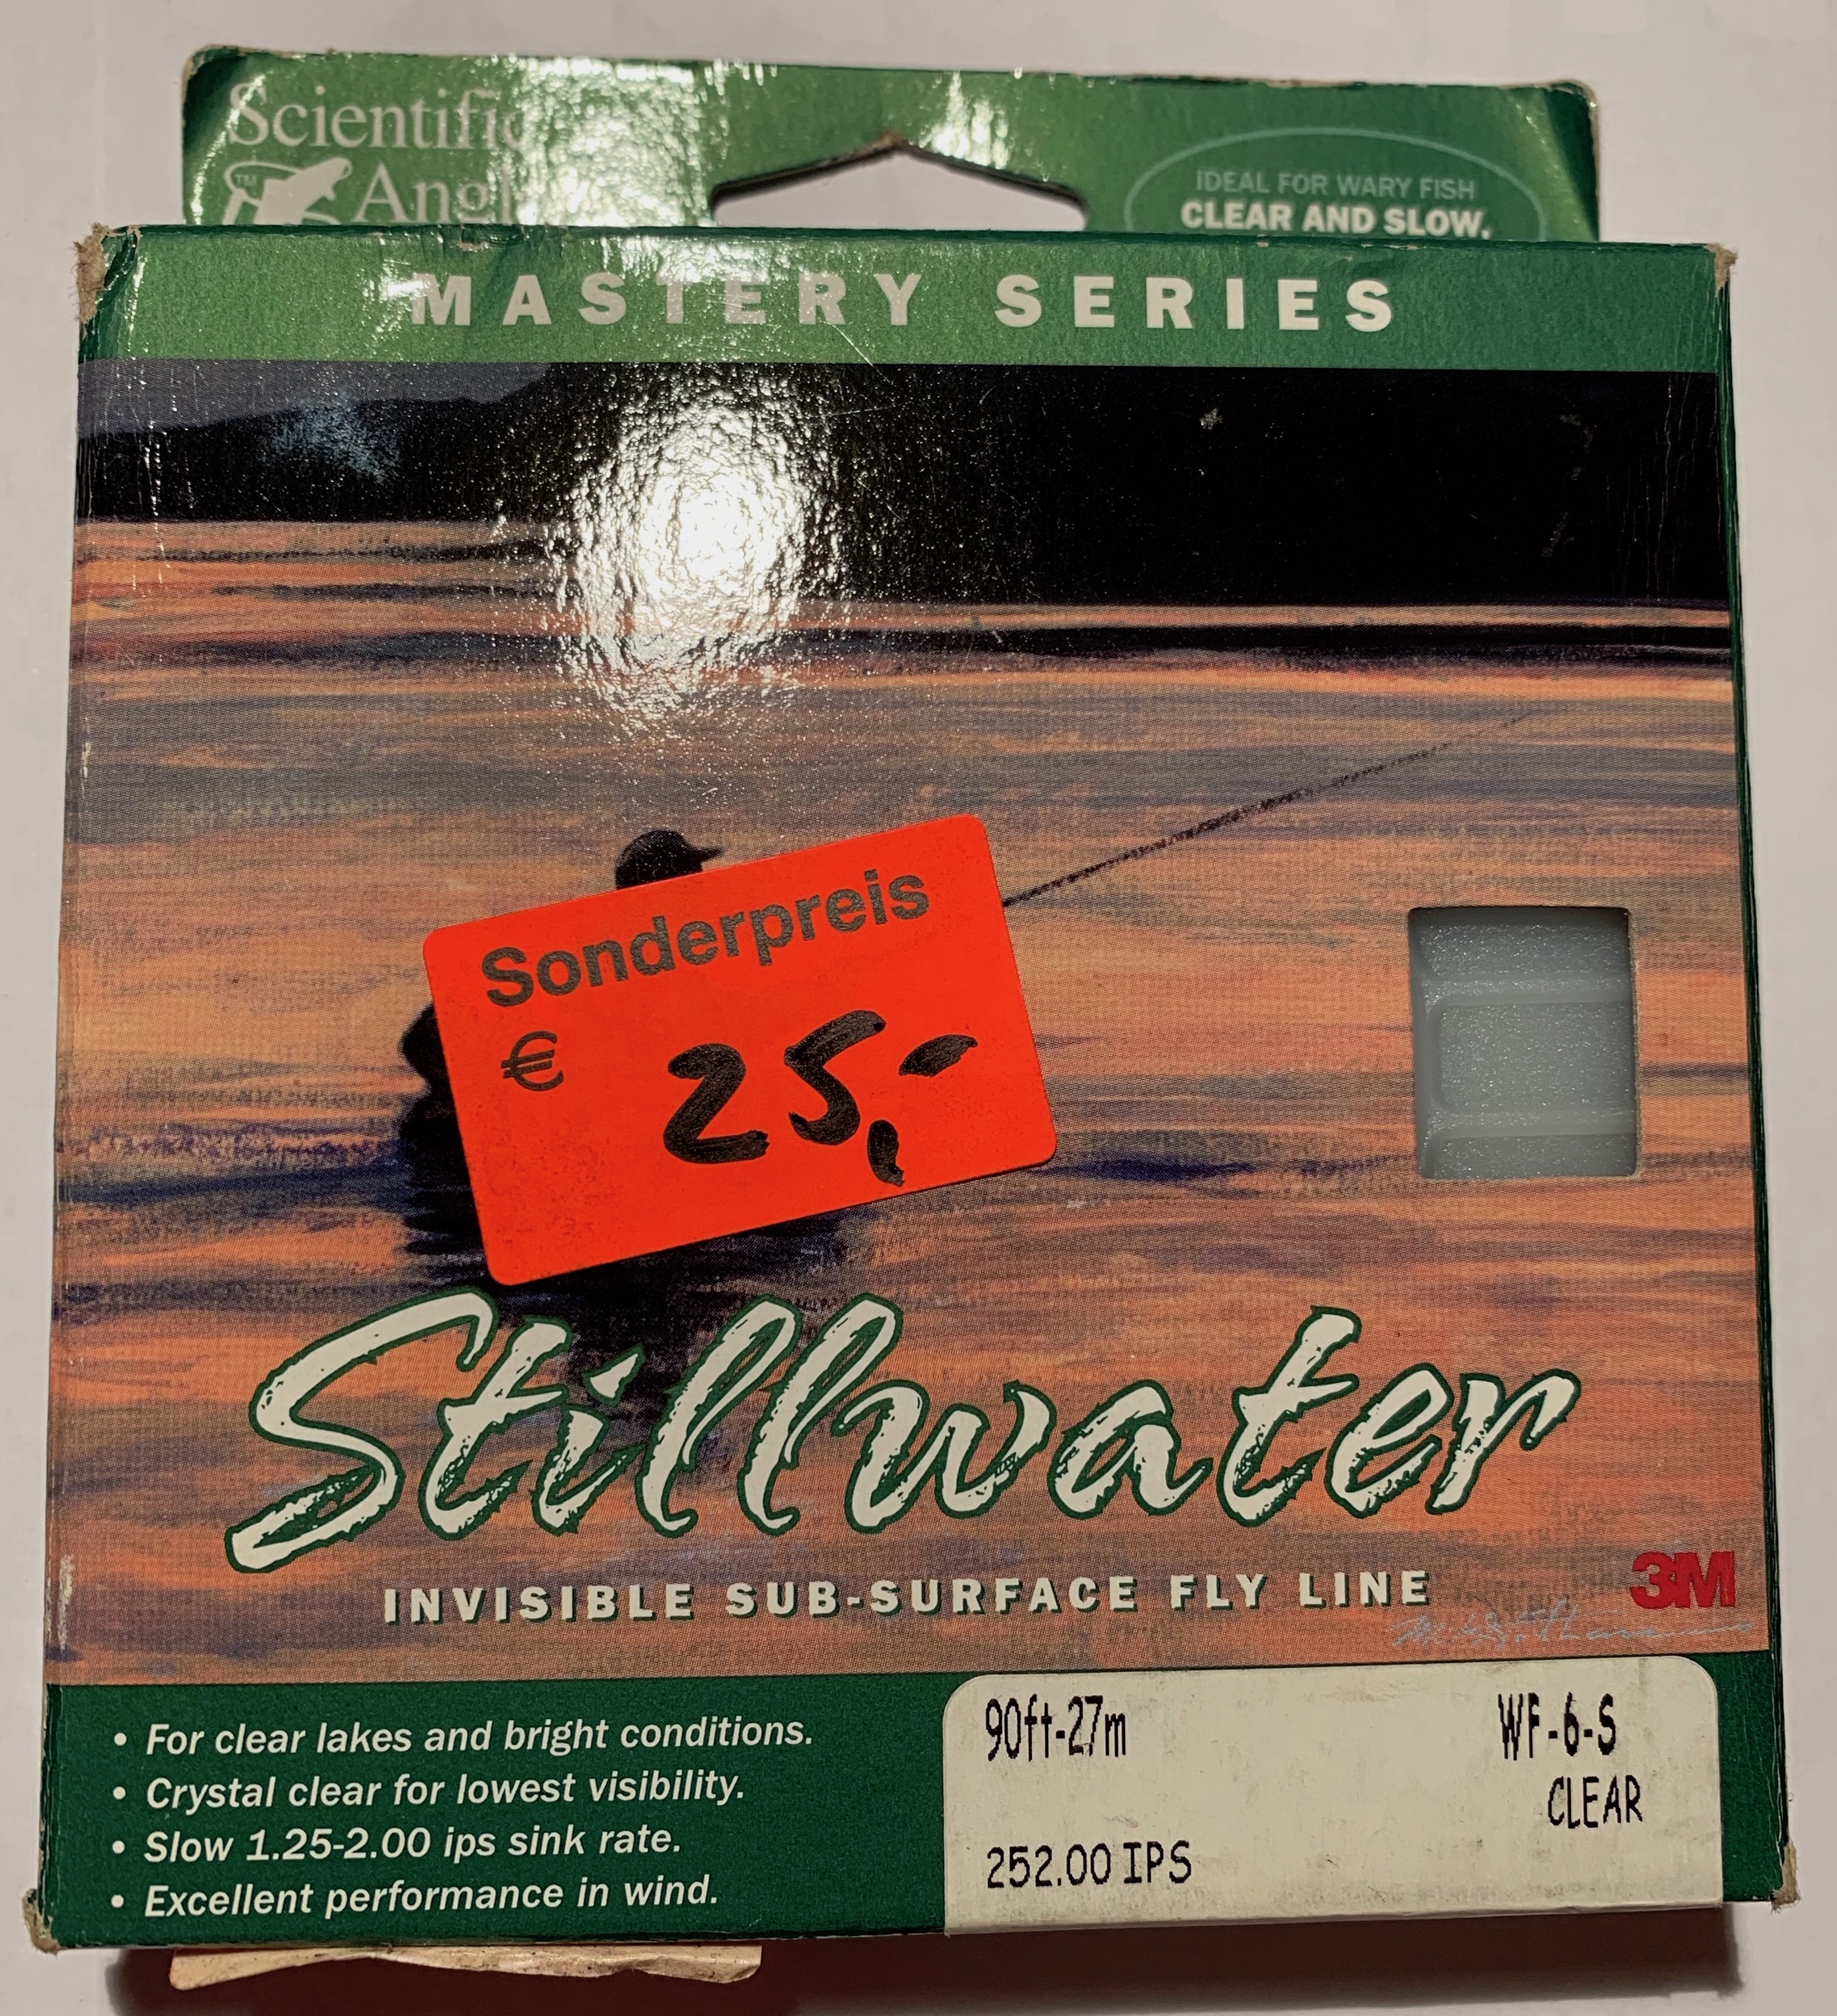 Scientific
™
IDEAL FOR WARY FISH
CLEAR AND SLOW.
MASTERY SERIES
Sonderpreis
€ 25,-
Stillwater
INVISIBLE SUB-SURFACE FLY LINE
3M
• For clear lakes and bright conditions.
• Crystal clear for lowest visibility.
• Slow 1.25-2.00 ips sink rate.
• Excellent performance in wind.
90ft-27m WF-6-S
CLEAR
252.00 IPS